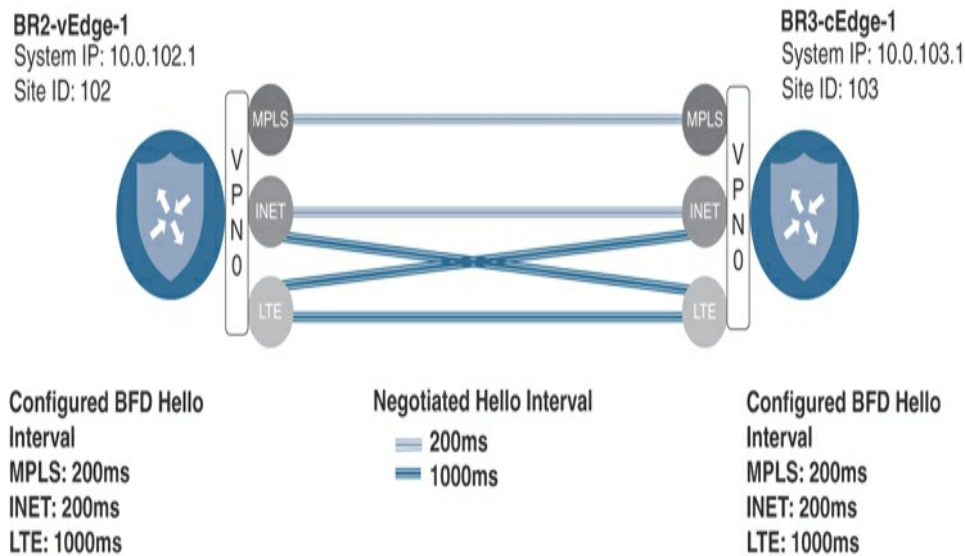 BR2-vEdge-1
System IP: 10.0.102.1
Site ID: 102
BR3-cEdge-1
System IP: 10.0.103.1
Site ID: 103
VPN 0
MPLS
INET
LTE
MPLS
INET
LTE
VPN 0
Configured BFD Hello
Interval
MPLS: 200ms
INET: 200ms
LTE: 1000ms
Negotiated Hello Interval
200ms
1000ms
Configured BFD Hello
Interval
MPLS: 200ms
INET: 200ms
LTE: 1000ms